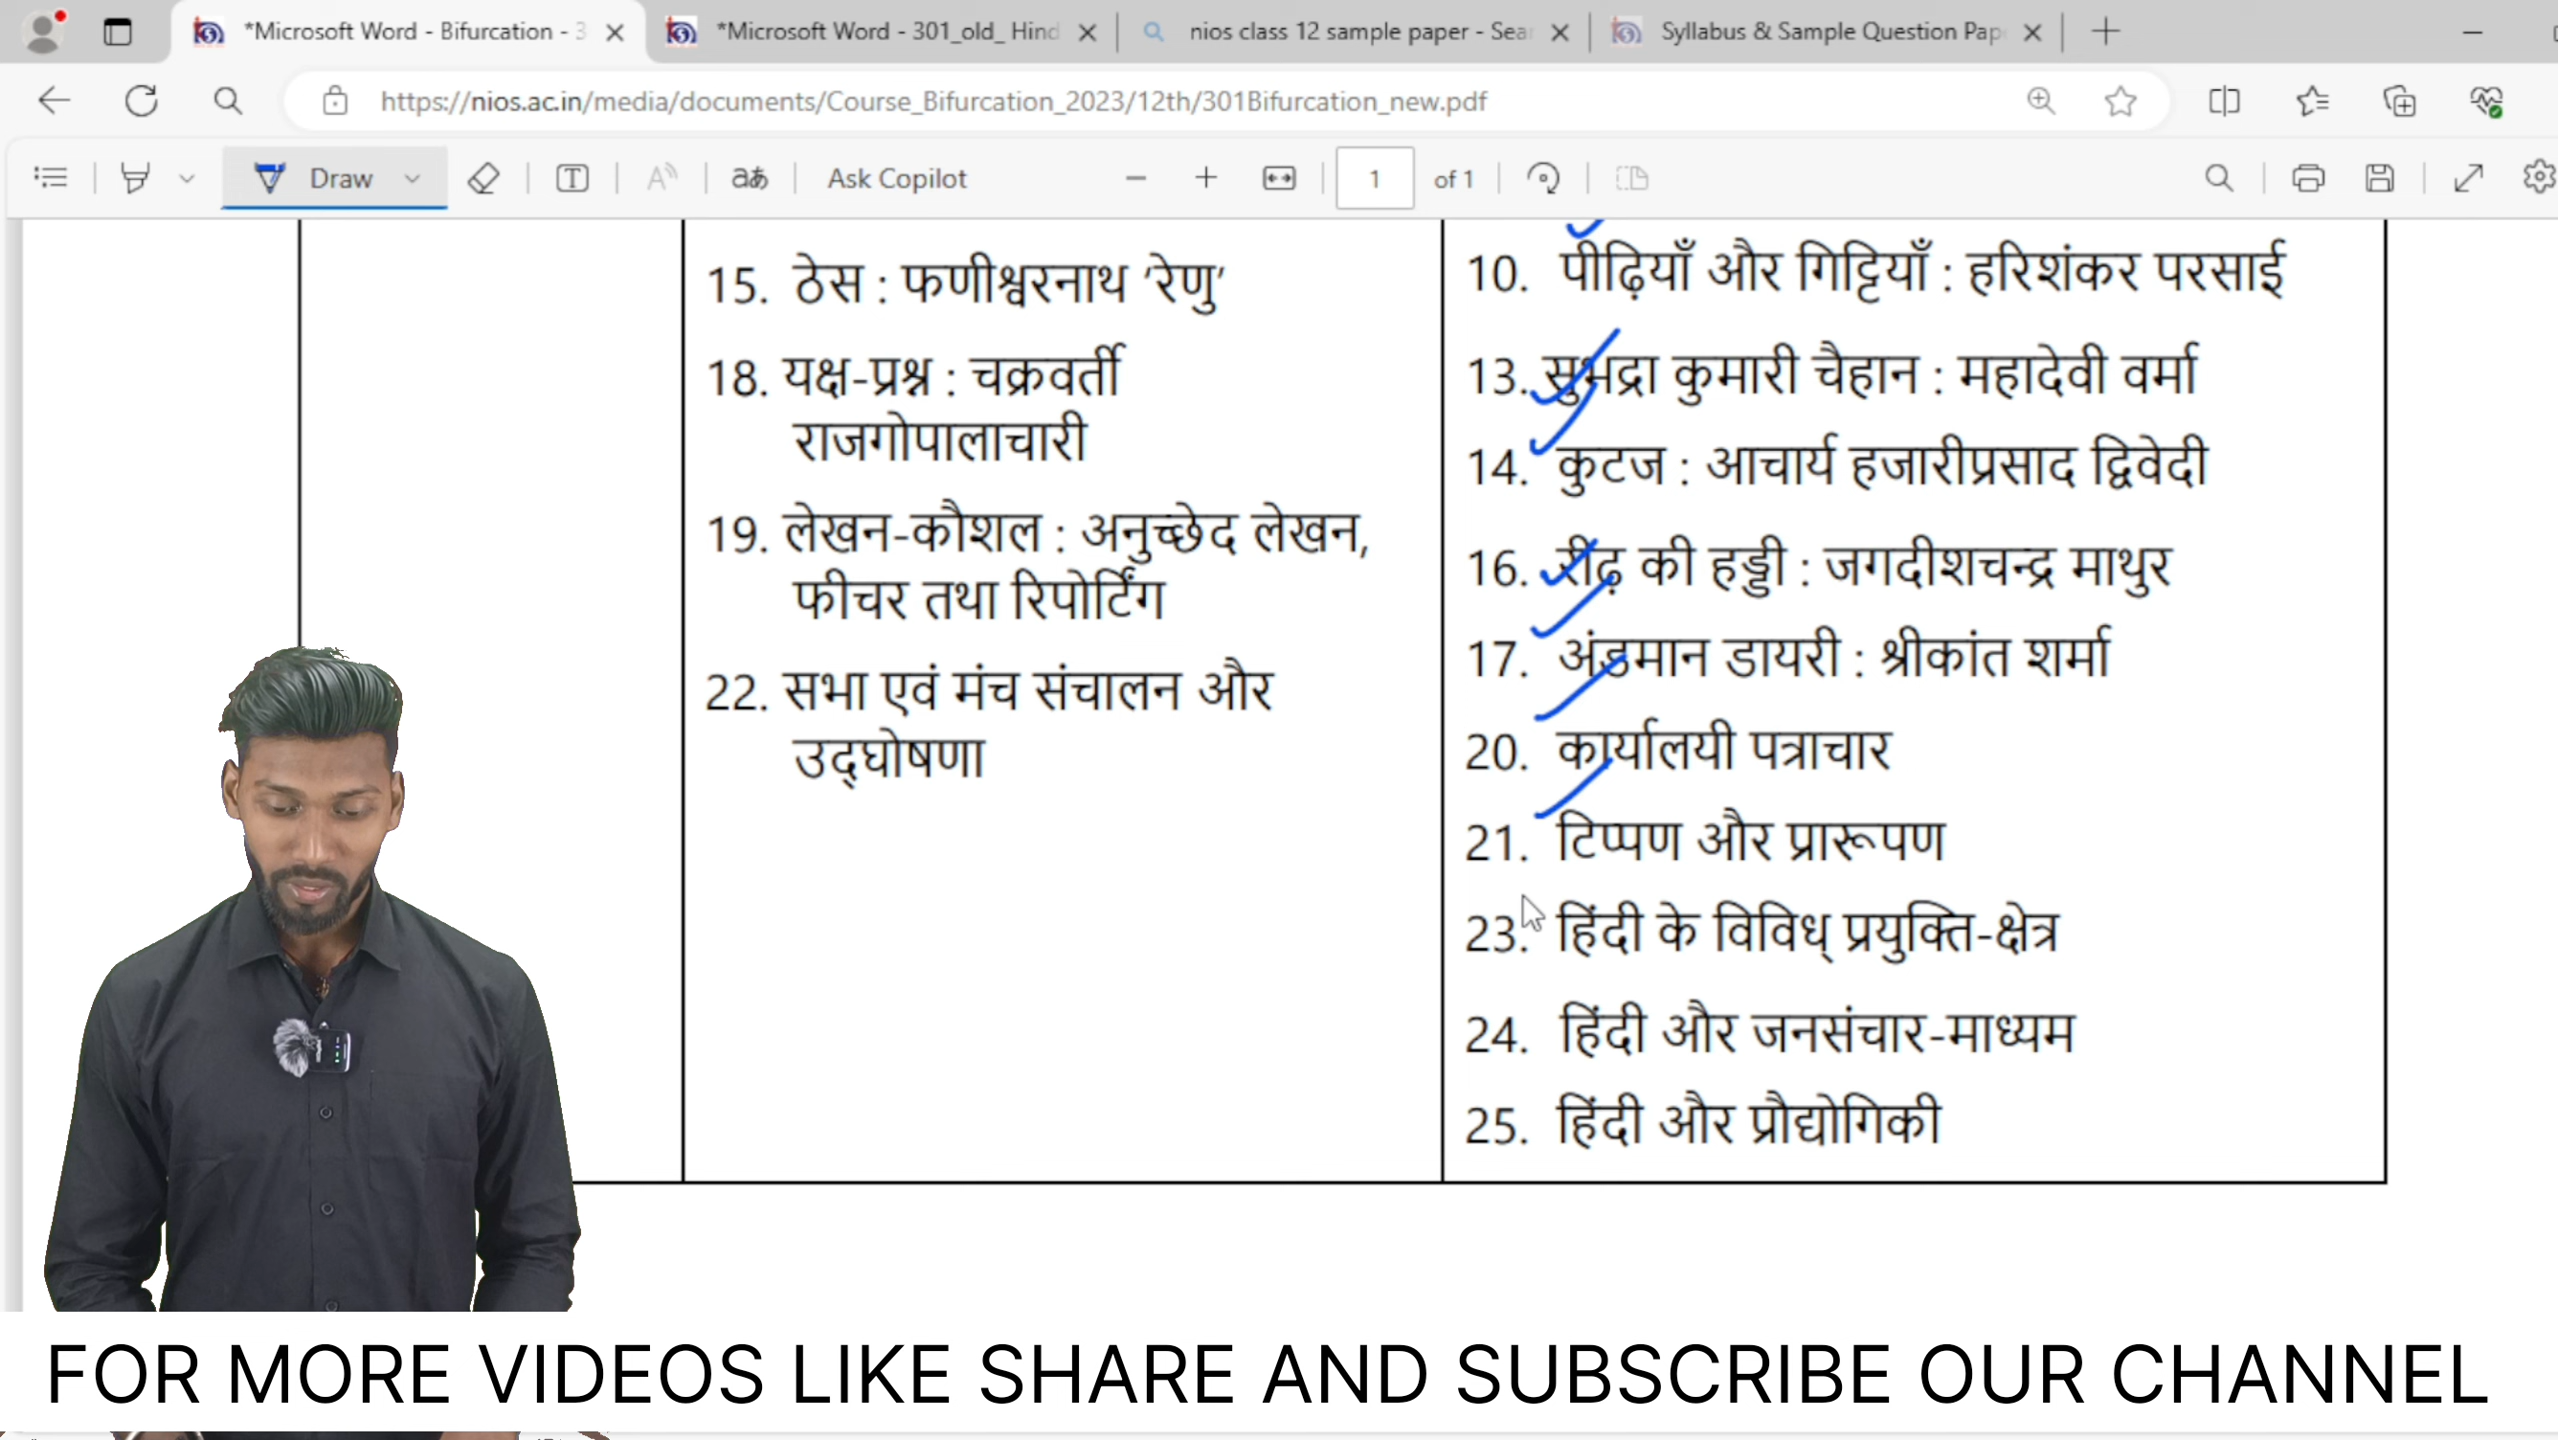 *Microsoft Word - Bifurcation - 3
*Microsoft Word - 301_old_ Hind
nios class 12 sample paper - Sear
Syllabus & Sample Question Pap
https://nios.ac.in/media/documents/Course_Bifurcation_2023/12th/301Bifurcation_new.pdf
Draw
Ask Copilot
1 of 1
15. ठेस : फणीश्वरनाथ ‘रेणु’
18. यक्ष-प्रश्न : चक्रवर्ती
राजगोपालाचारी
19. लेखन-कौशल : अनुच्छेद लेखन,
फीचर तथा रिपोर्टिंग
22. सभा एवं मंच संचालन और
उद्घोषणा
10. पीढ़ियाँ और गिट्टियाँ : हरिशंकर परसाई
13. सुभद्रा कुमारी चैहान : महादेवी वर्मा
14. कुटज : आचार्य हजारीप्रसाद द्विवेदी
16. रीढ़ की हड्डी : जगदीशचन्द्र माथुर
17. अंडमान डायरी : श्रीकांत शर्मा
20. कार्यालयी पत्राचार
21. टिप्पण और प्रारूपण
23. हिंदी के विविध् प्रयुक्ति-क्षेत्र
24. हिंदी और जनसंचार-माध्यम
25. हिंदी और प्रौद्योगिकी
FOR MORE VIDEOS LIKE SHARE AND SUBSCRIBE OUR CHANNEL